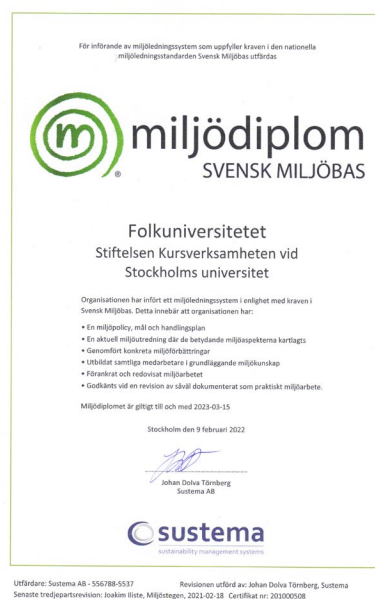 För införande av miljöledningssystem som uppfyller kraven i den nationella
miljöledningsstandarden Svensk Miljöbas utfärdas
m miljödiplom
®
SVENSK MILJÖBAS
Folkuniversitetet
Stiftelsen Kursverksamheten vid
Stockholms universitet
Organisationen har infört ett miljöledningssystem i enlighet med kraven i
Svensk Miljöbas. Detta innebär att organisationen har:
• En miljöpolicy, mål och handlingsplan
• En aktuell miljöutredning där de betydande miljöaspekterna kartlagts
• Genomfört konkreta miljöförbättringar
• Utbildat samtliga medarbetare i grundläggande miljökunskap
• Förankrat och redovisat miljöarbetet
• Godkänts vid en revision av såväl dokumenterat som praktiskt miljöarbete.
Miljödiplomet är giltigt till och med 2023-03-15
Stockholm den 9 februari 2022
Johan Dolva Törnberg
Sustema AB
sustema
sustainability management systems
Utfärdare: Sustema AB - 556788-5537 Revisionen utförd av: Johan Dolva Törnberg, Sustema
Senaste tredjepartsrevision: Joakim Iliste, Miljöstegen, 2021-02-18 Certifikat nr: 201000508